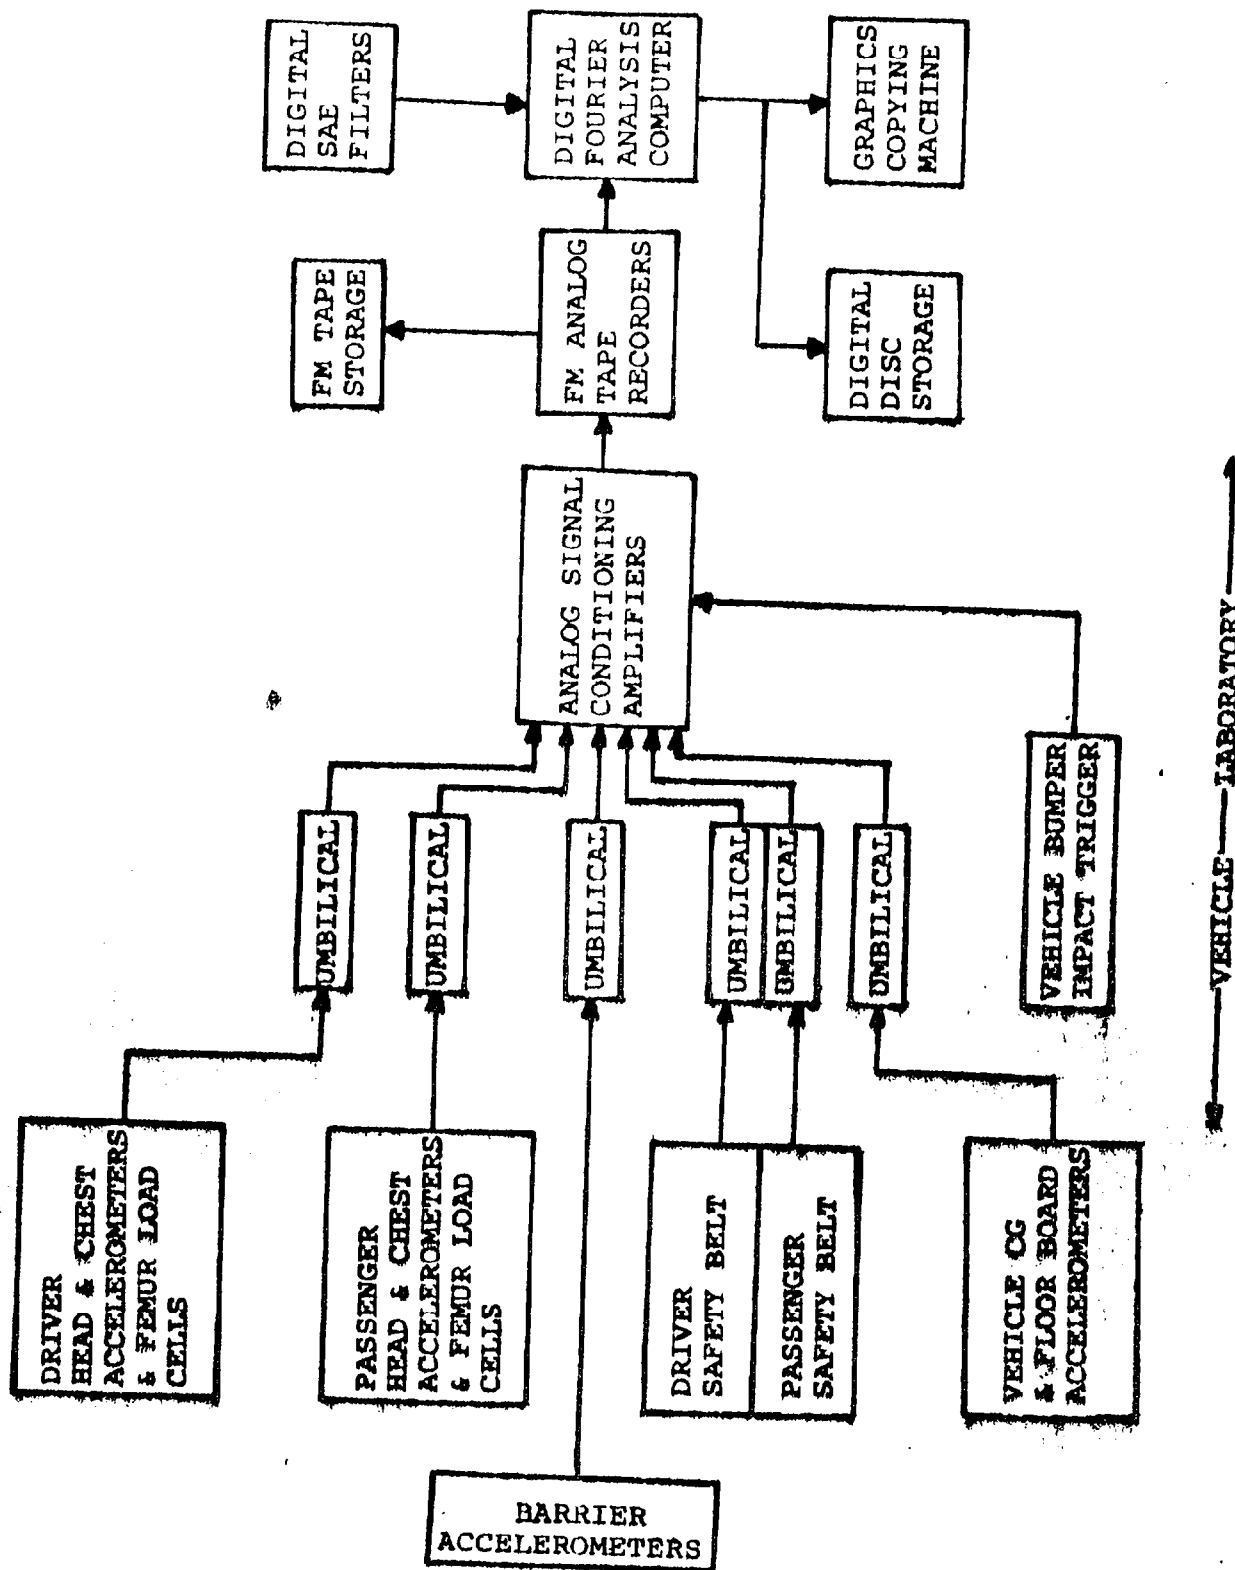 DRIVER
HEAD & CHEST
ACCELEROMETERS
& FEMUR LOAD
CELLS
PASSENGER
HEAD & CHEST
ACCELEROMETERS
& FEMUR LOAD
CELLS
BARRIER
ACCELEROMETERS
DRIVER
SAFETY BELT
PASSENGER
SAFETY BELT
VEHICLE CG
& FLOOR BOARD
ACCELEROMETERS
UMBILICAL
UMBILICAL
UMBILICAL
UMBILICAL
UMBILICAL
UMBILICAL
VEHICLE BUMPER
IMPACT TRIGGER
ANALOG SIGNAL
CONDITIONING
AMPLIFIERS
FM TAPE
STORAGE
FM ANALOG
TAPE
RECORDERS
DIGITAL
DISC
STORAGE
DIGITAL
SAE
FILTERS
DIGITAL
FOURIER
ANALYSIS
COMPUTER
GRAPHICS
COPYING
MACHINE
VEHICLE
LABORATORY